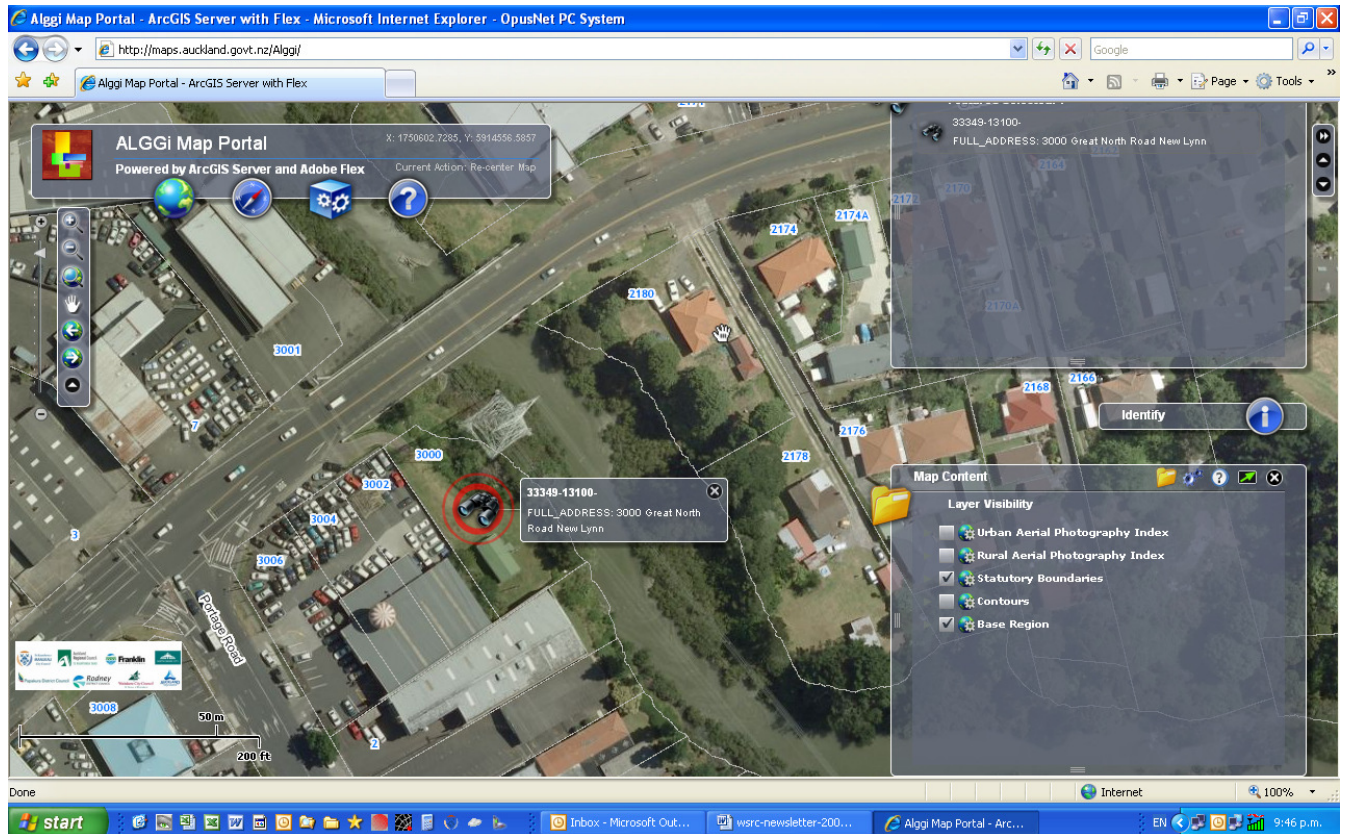 Alggi Map Portal - ArcGIS Server with Flex - Microsoft Internet Explorer - OpusNet PC System
http://maps.auckland.govt.nz/Alggi/
Google
Alggi Map Portal - ArcGIS Server with Flex
Page
Tools
ALGGi Map Portal
X: 1750602.7285, Y: 5914556.5857
Powered by ArcGIS Server and Adobe Flex
Current Action: Re-center Map
33349-13100-
FULL_ADDRESS: 3000 Great North Road New Lynn
2164
2170
2172
2174A
2174
2180
2170A
3001
2168
2166
Identify
7
2176
3000
2178
3002
33349-13100-
FULL_ADDRESS: 3000 Great North
Road New Lynn
3004
3
3006
Portage Road
Map Content
Layer Visibility
Urban Aerial Photography Index
Rural Aerial Photography Index
Statutory Boundaries
Contours
Base Region
Franklin
Rodney
3008
50 m
200 ft
2
Done
Internet
100%
start
Inbox - Microsoft Out...
wsrc-newsletter-200...
Alggi Map Portal - Arc...
EN
9:46 p.m.